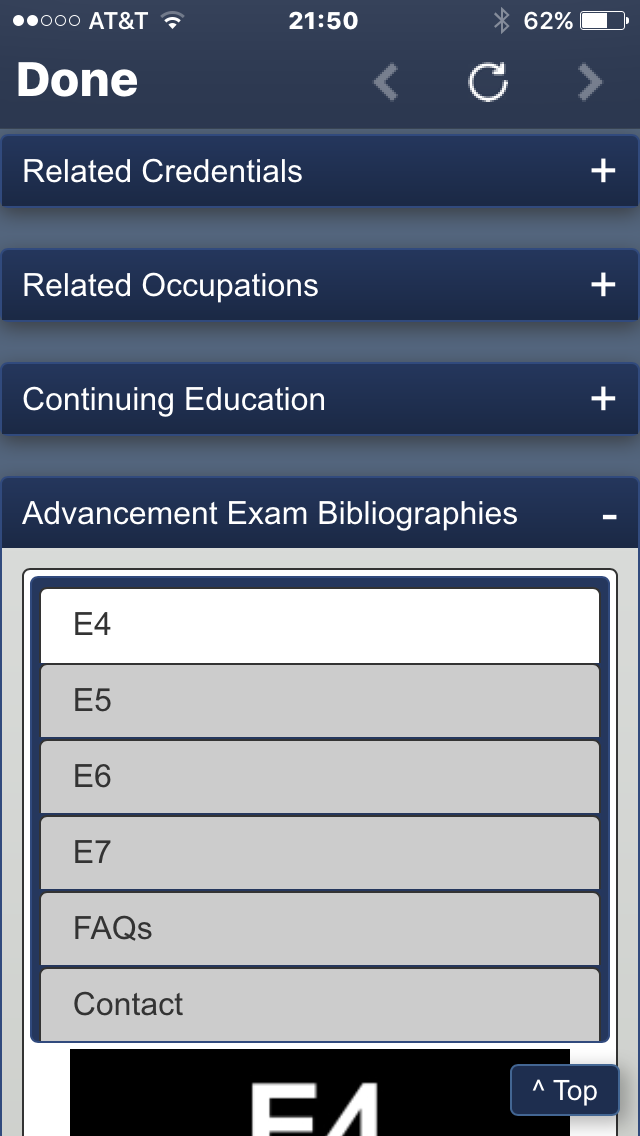 AT&T 21:50 62%
Done
Related Credentials +
Related Occupations +
Continuing Education +
Advancement Exam Bibliographies -
E4
E5
E6
E7
FAQs
Contact
E4
^ Top